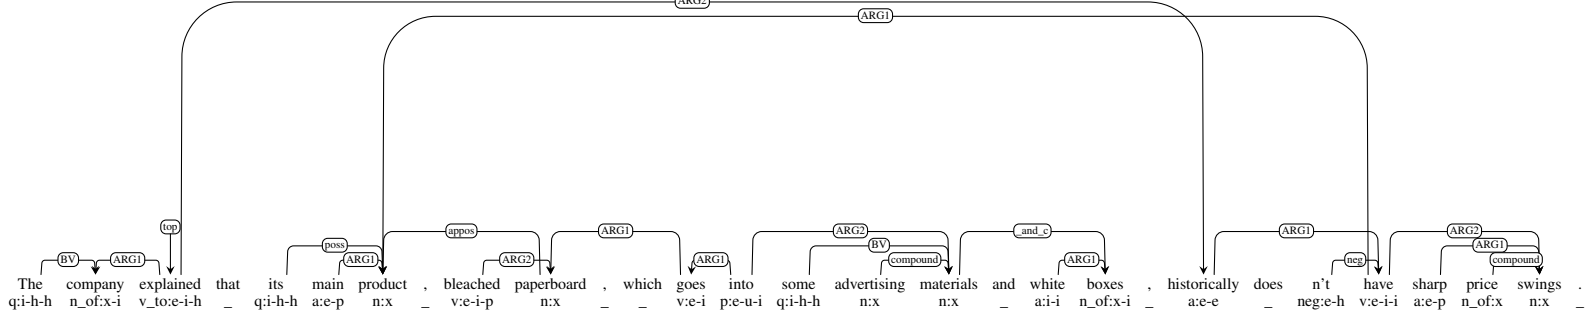 ARG2
ARG1
top
appos
ARG1
ARG2
_and_c
ARG1
ARG2
poss
BV
ARG1
BV
ARG1
ARG1
ARG2
ARG1
compound
ARG1
neg
compound
The company explained that its main product , bleached paperboard , which goes into some advertising materials and white boxes , historically does n't have sharp price swings .
q:i-h-h n_of:x-i v_to:e-i-h _ q:i-h-h a:e-p n:x _ v:e-i-p n:x _ _ v:e-i p:e-u-i q:i-h-h n:x n:x _ a:i-i n_of:x-i _ a:e-e _ neg:e-h v:e-i-i a:e-p n_of:x n:x _